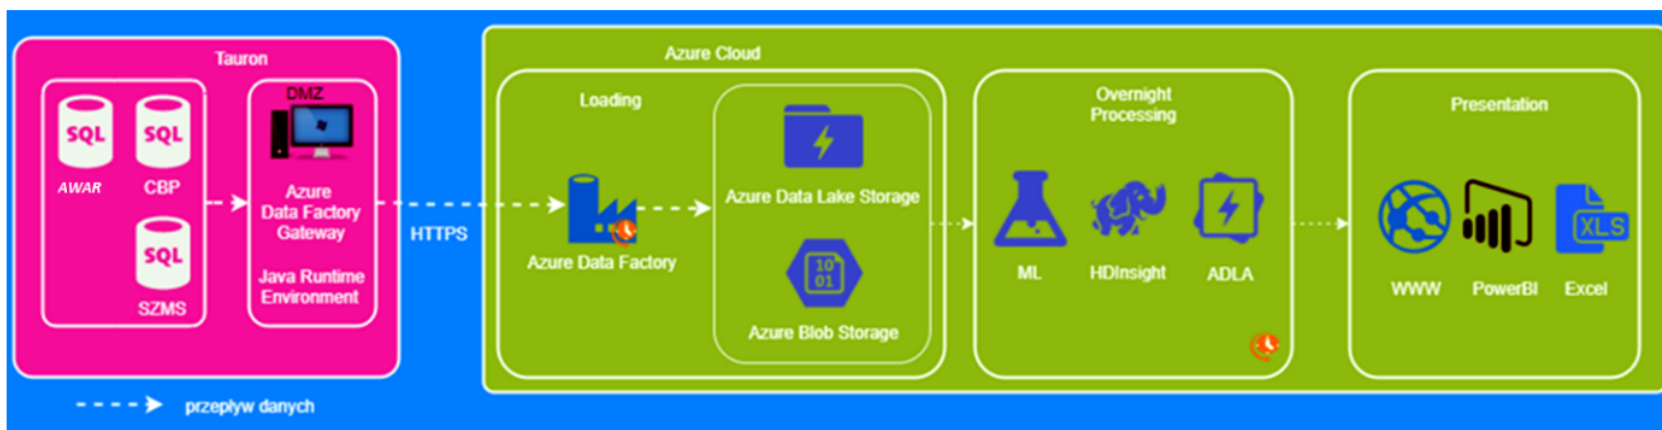 Tauron
SQL
SQL
AWAR
CBP
SQL
SZMS
DMZ
Azure
Data Factory
Gateway
Java Runtime
Environment
HTTPS
Azure Cloud
Loading
Azure Data Factory
Azure Data Lake Storage
10
01
Azure Blob Storage
Overnight
Processing
ML
HDInsight
ADLA
Presentation
WWW
PowerBI
XLS
Excel
przepływ danych